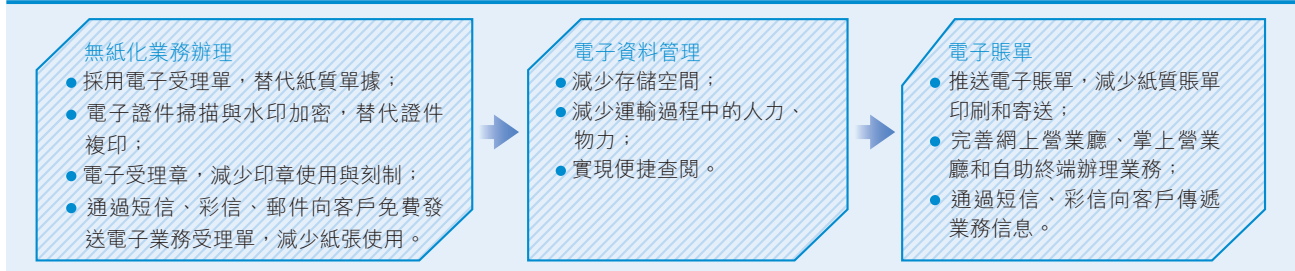 無紙化業務辦理
●採用電子受理單，替代紙質單據；
●電子證件掃描與水印加密，替代證件
複印；
●電子受理章，減少印章使用與刻制；
●通過短信、彩信、郵件向客戶免費發
送電子業務受理單，減少紙張使用。
電子資料管理
●減少存儲空間；
●減少運輸過程中的人力、
物力；
●實現便捷查閱。
電子賬單
●推送電子賬單，減少紙質賬單
印刷和寄送；
●完善網上營業廳、掌上營業
廳和自助終端辦理業務；
●通過短信、彩信向客戶傳遞
業務信息。